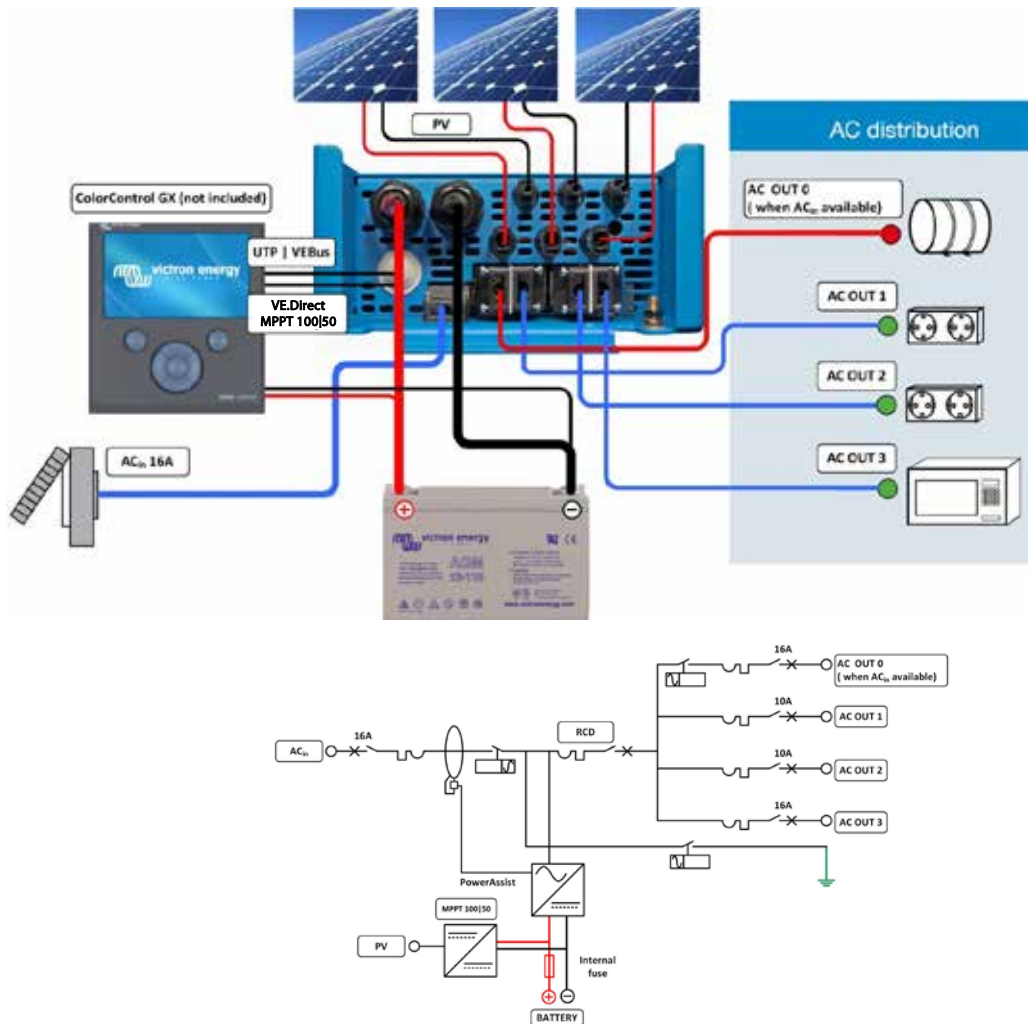 PV
AC distribution
ColorControl GX (not included)
UTP | VEBus
victron energy
VE.Direct
MPPT 100|50
AC OUT 0
( when ACin available)
AC OUT 1
AC OUT 2
AC OUT 3
ACin 16A
+
−
victron energy
AGM
16A
AC OUT 0
( when ACin available)
10A
AC OUT 1
RCD
16A
ACin
10A
AC OUT 2
16A
AC OUT 3
PowerAssist
MPPT 100|50
PV
Internal
fuse
+
−
BATTERY